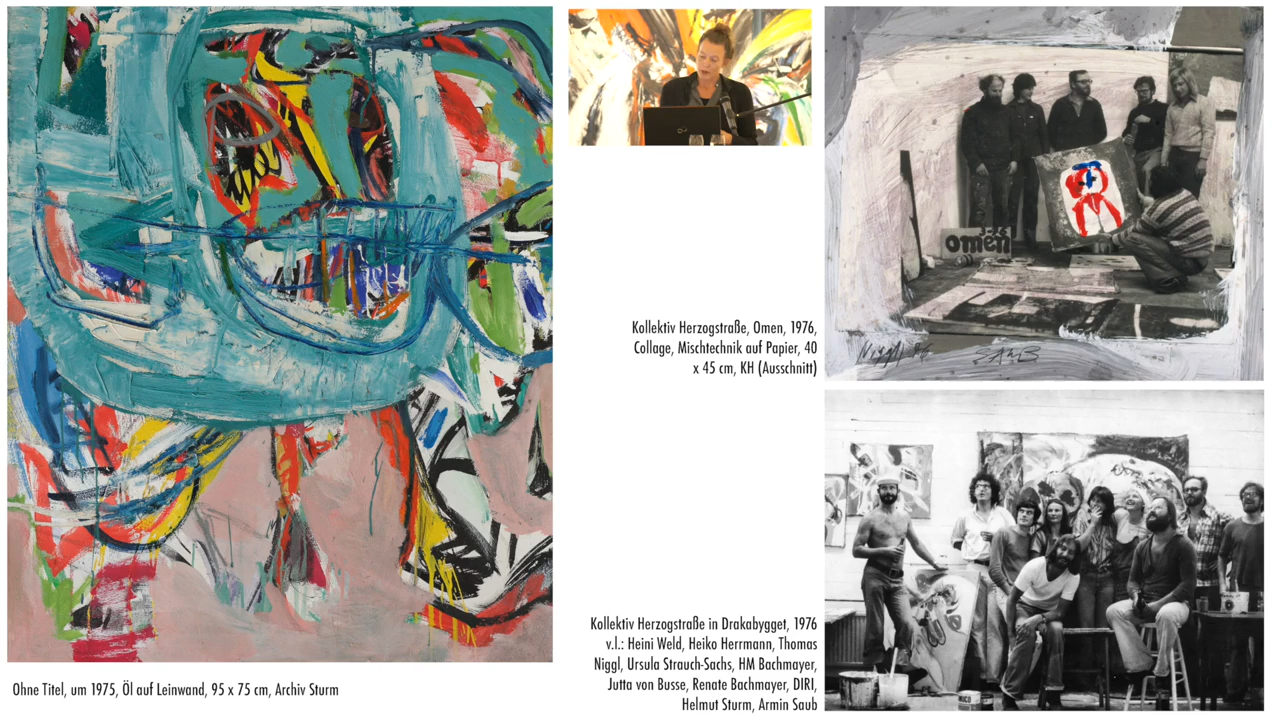 Kollektiv Herzogstraße, Omen, 1976,
Collage, Mischtechnik auf Papier, 40
x 45 cm, KH (Ausschnitt)
omen
Kollektiv Herzogstraße in Drakabygget, 1976
v.l.: Heini Weld, Heiko Herrmann, Thomas
Niggl, Ursula Strauch-Sachs, HM Bachmayer,
Jutta von Busse, Renate Bachmayer, DIRI,
Helmut Sturm, Armin Saub
Ohne Titel, um 1975, Öl auf Leinwand, 95 x 75 cm, Archiv Sturm